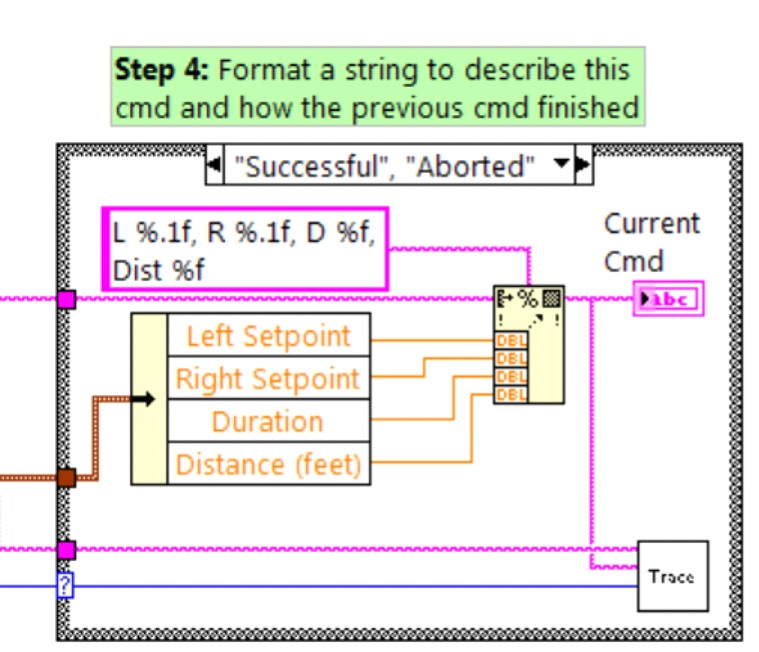 Step 4: Format a string to describe this
cmd and how the previous cmd finished
"Successful", "Aborted"
L %.1f, R %.1f, D %f,
Dist %f
Current
Cmd
abc
%
! !
Left Setpoint
Right Setpoint
Duration
Distance (feet)
DBL
DBL
DBL
DBL
?
Trace